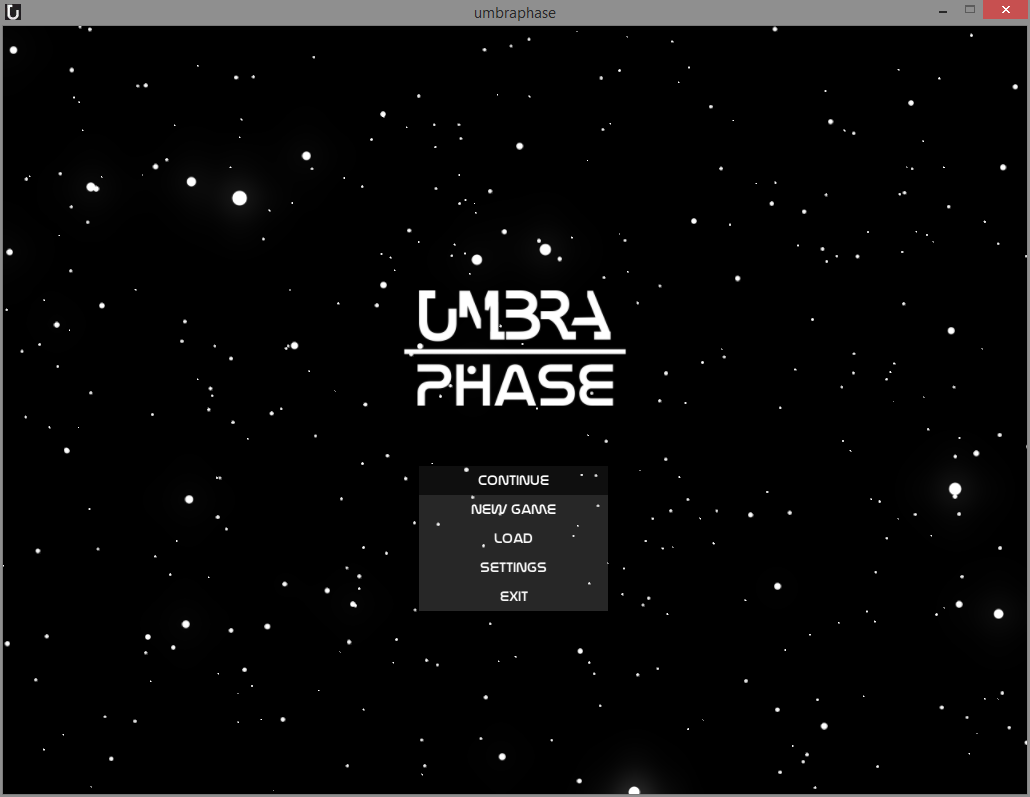 umbraphase
UMBRA
PHASE
CONTINUE
NEW GAME
LOAD
SETTINGS
EXIT